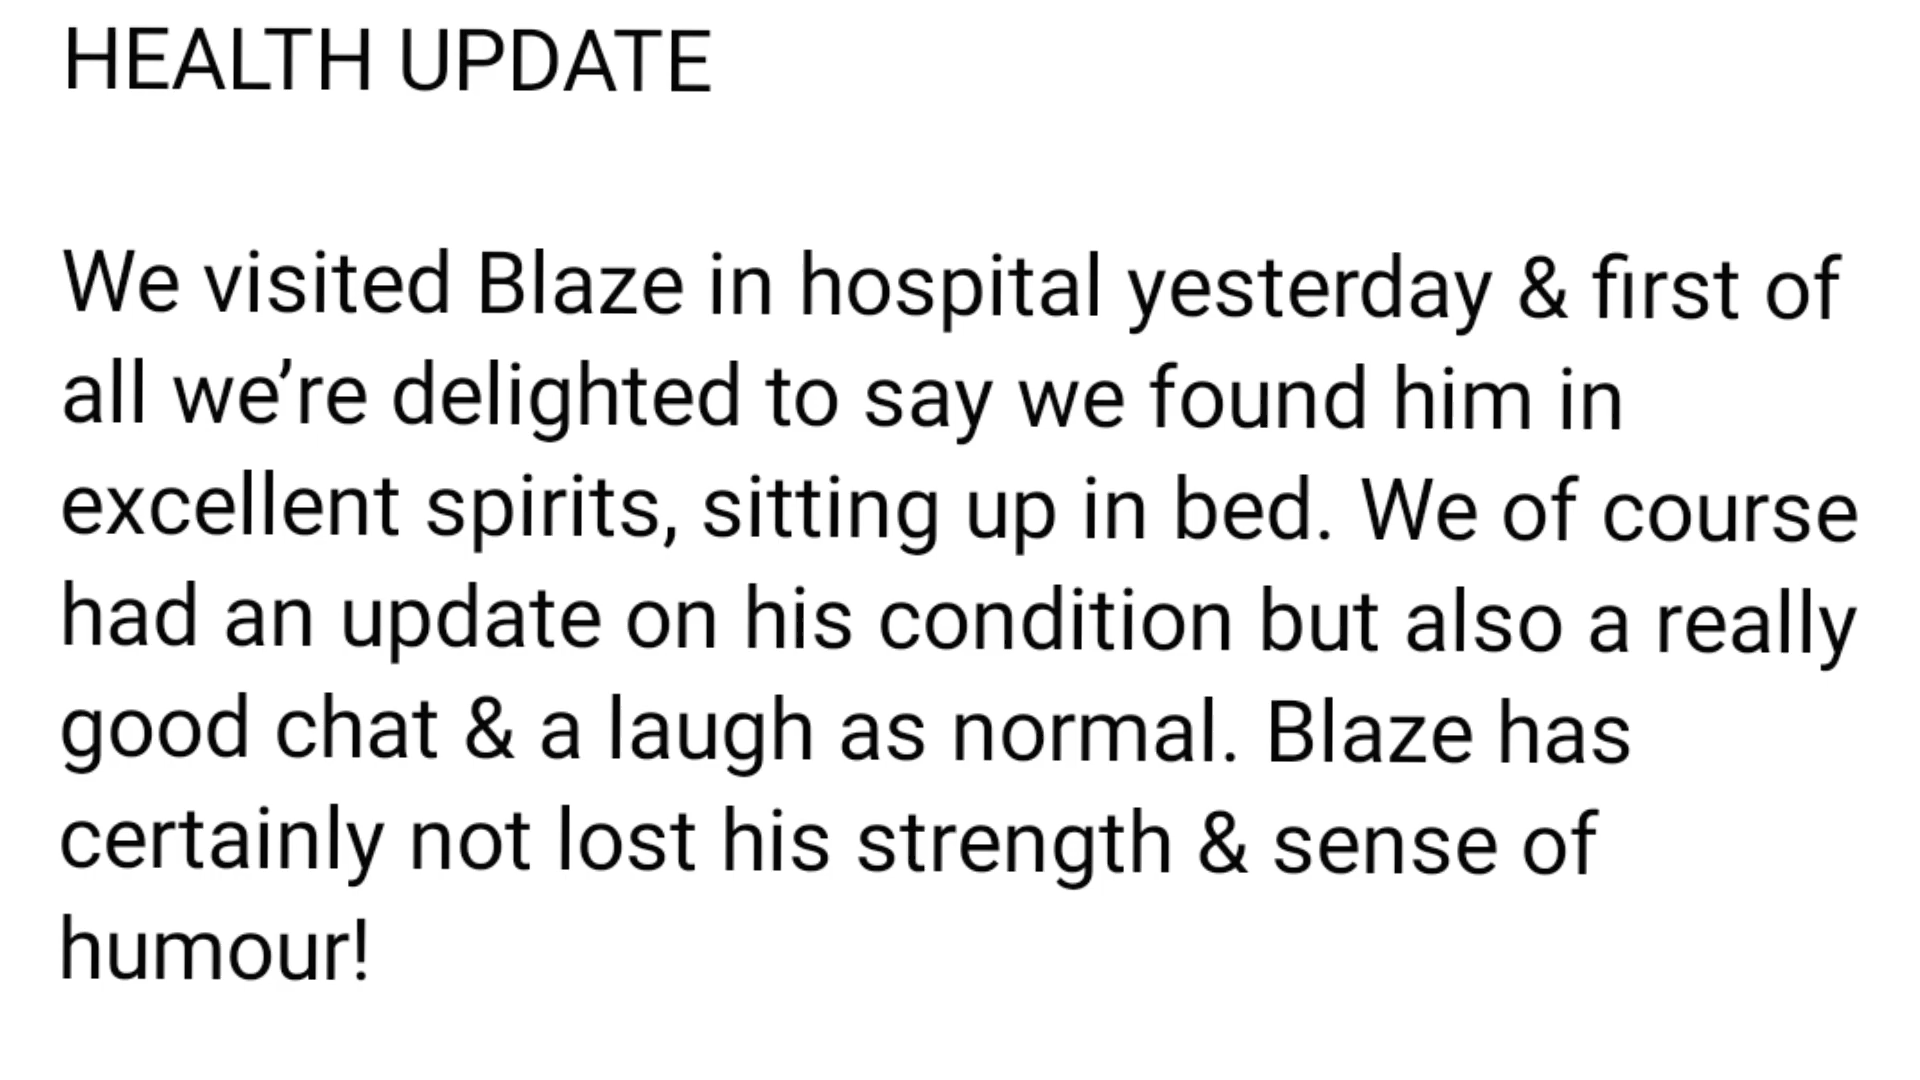 HEALTH UPDATE
We visited Blaze in hospital yesterday & first of
all we’re delighted to say we found him in
excellent spirits, sitting up in bed. We of course
had an update on his condition but also a really
good chat & a laugh as normal. Blaze has
certainly not lost his strength & sense of
humour!